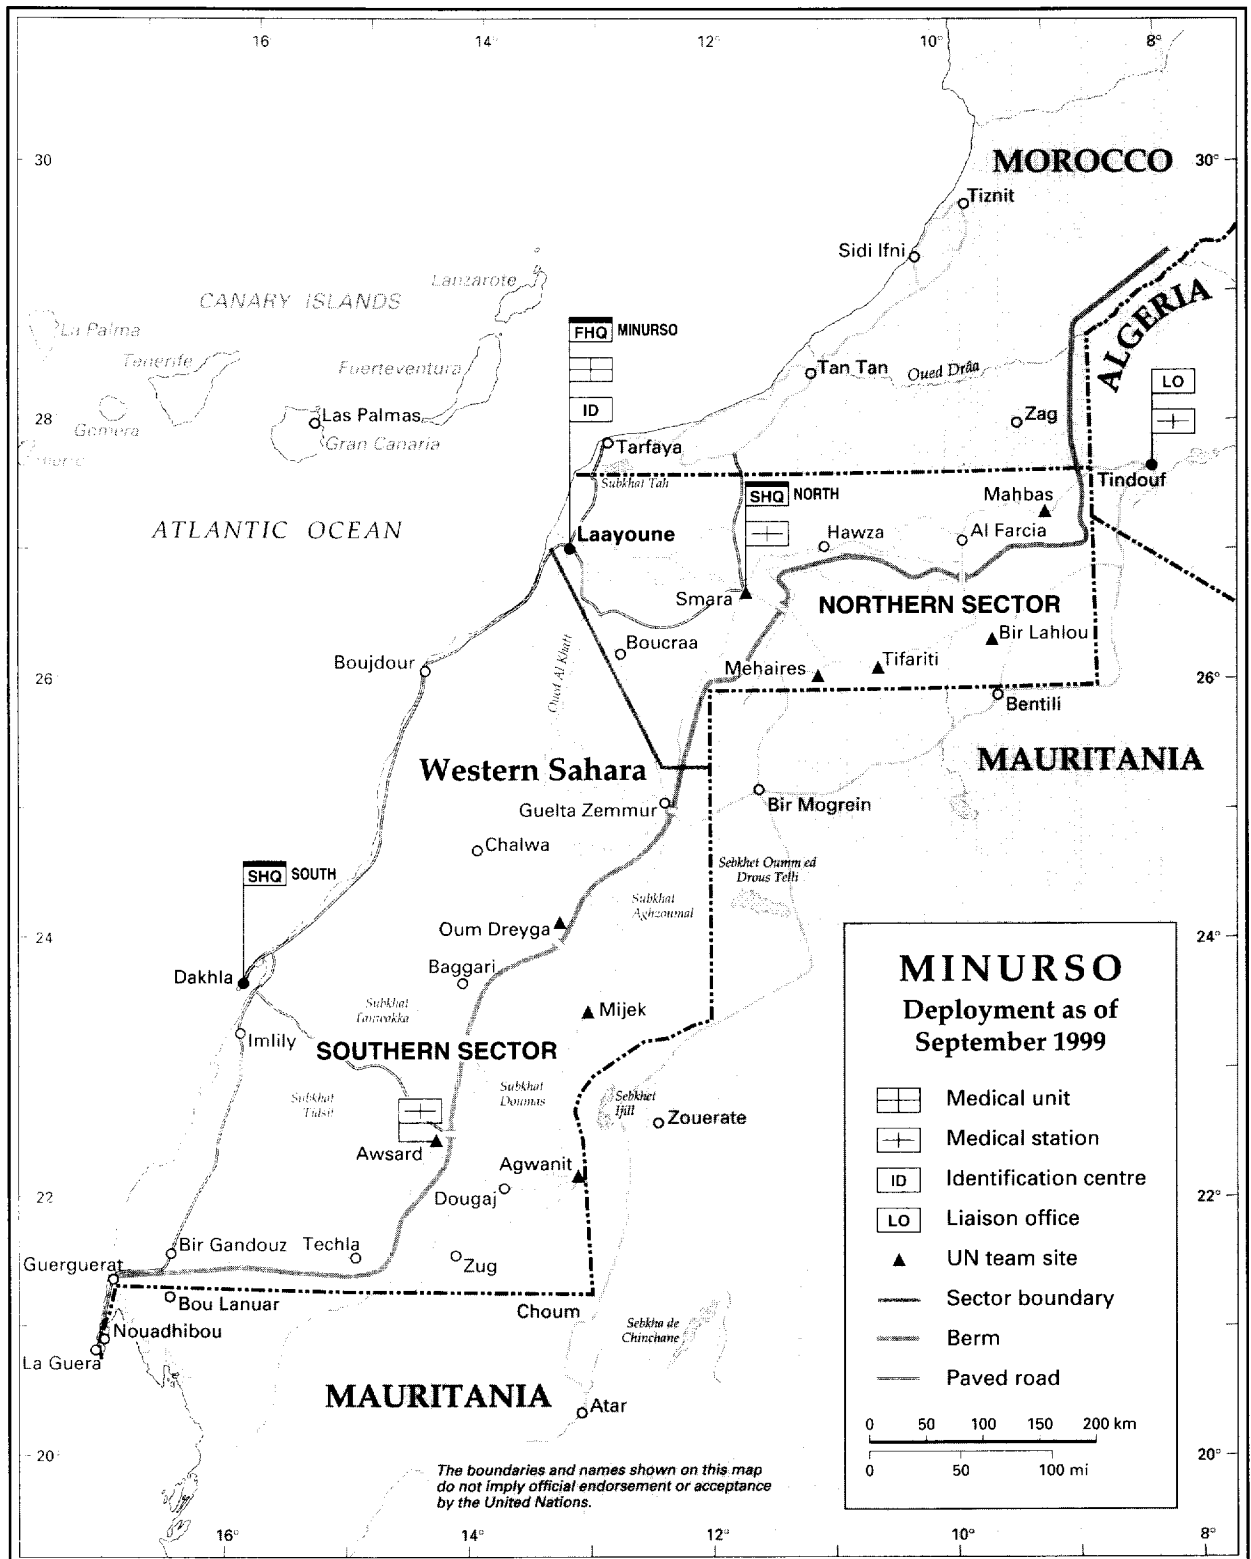 16
14°
12°
10°
8°
30
MOROCCO
30°
Tiznit
Sidi Ifni
Lanzarote
CANARY ISLANDS
ALGERIA
La Palma
FHQ MINURSO
Tenerife
Fuerteventura
Tan Tan
Oued Drâa
LO
ID
28
Las Palmas
Zag
28°
Gomera
Gran Canaria
Tarfaya
Subkhat Tah
Tindouf
SHQ NORTH
Mahbas
ATLANTIC OCEAN
Laayoune
Hawza
Al Farcia
Smara
NORTHERN SECTOR
Bir Lahlou
Boucraa
Boujdour
Oued Al Khatt
Mehaires
Tifariti
26
26°
Bentili
Western Sahara
MAURITANIA
Guelta Zemmur
Bir Mogrein
Chalwa
SHQ SOUTH
Sebkhet Oumm ed
Drous Telli
Subkhat
Aghzoumal
Oum Dreyga
24
24°
Baggari
Dakhla
MINURSO
Deployment as of
September 1999
Subkhat
Mijek
Imlily
SOUTHERN SECTOR
Subkhat
Tidsit
Subkhat
Doumas
Sebkhet
Ijill
Zouerate
Awsard
Agwanit
Dougaj
22
22°
Medical unit
Medical station
ID Identification centre
LO Liaison office
UN team site
Sector boundary
Berm
Paved road
Bir Gandouz
Techla
Zug
Guerguerat
Bou Lanuar
Choum
Nouadhibou
Sebkha de
Chinchane
La Guera
MAURITANIA
Atar
0 50 100 150 200 km
0 50 100 mi
20
20°
The boundaries and names shown on this map
do not imply official endorsement or acceptance
by the United Nations.
16°
14°
12°
10°
8°